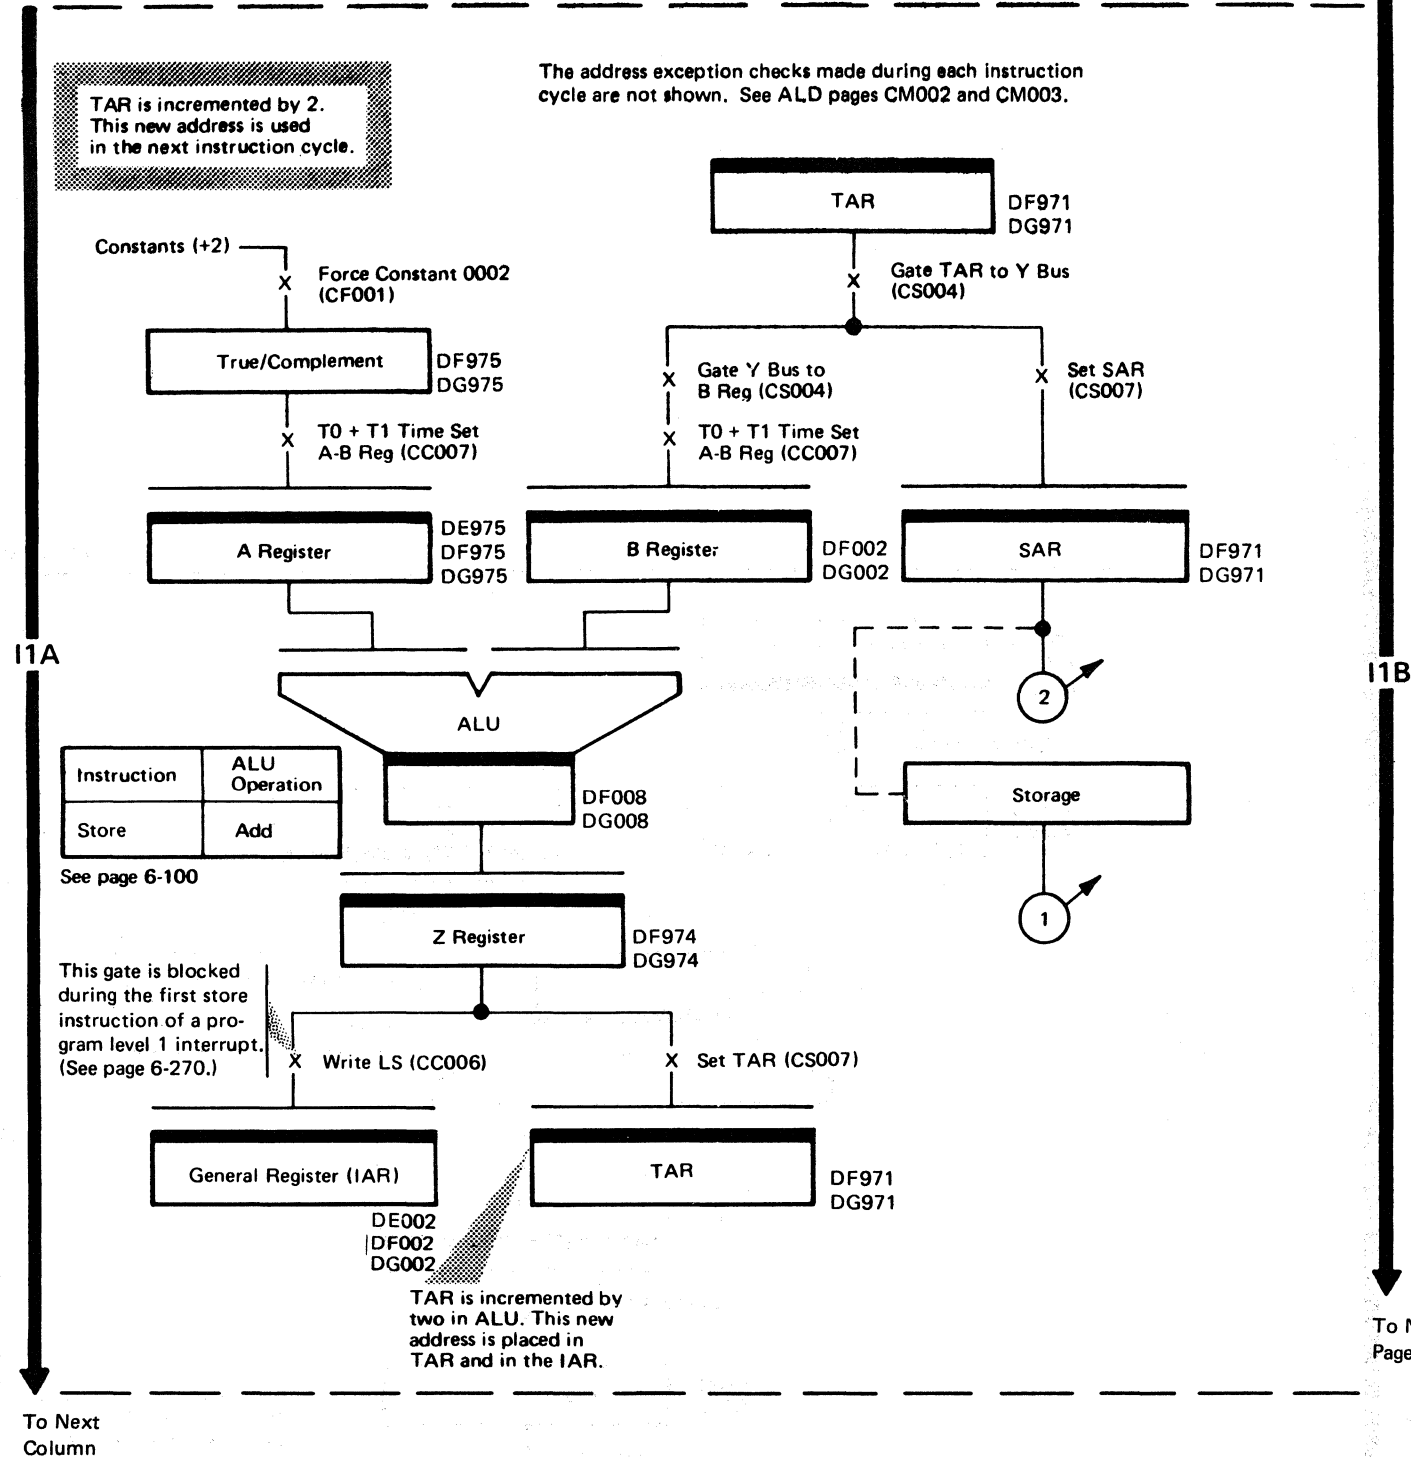 TAR is incremented by 2.
This new address is used
in the next instruction cycle.
The address exception checks made during each instruction
cycle are not shown. See ALD pages CM002 and CM003.
TAR
DF971
DG971
Constants (+2)
Force Constant 0002
(CF001)
Gate TAR to Y Bus
(CS004)
True/Complement
DF975
DG975
Gate Y Bus to
B Reg (CS004)
Set SAR
(CS007)
T0 + T1 Time Set
A-B Reg (CC007)
T0 + T1 Time Set
A-B Reg (CC007)
A Register
DE975
DF975
DG975
B Register
DF002
DG002
SAR
DF971
DG971
I1A
I1B
2
ALU
Instruction
ALU
Operation
Store
Add
See page 6-100
DF008
DG008
Storage
1
Z Register
DF974
DG974
This gate is blocked
during the first store
instruction of a pro-
gram level 1 interrupt.
(See page 6-270.)
Write LS (CC006)
Set TAR (CS007)
General Register (IAR)
DE002
DF002
DG002
TAR
DF971
DG971
TAR is incremented by
two in ALU. This new
address is placed in
TAR and in the IAR.
To Next
Column
To
Page